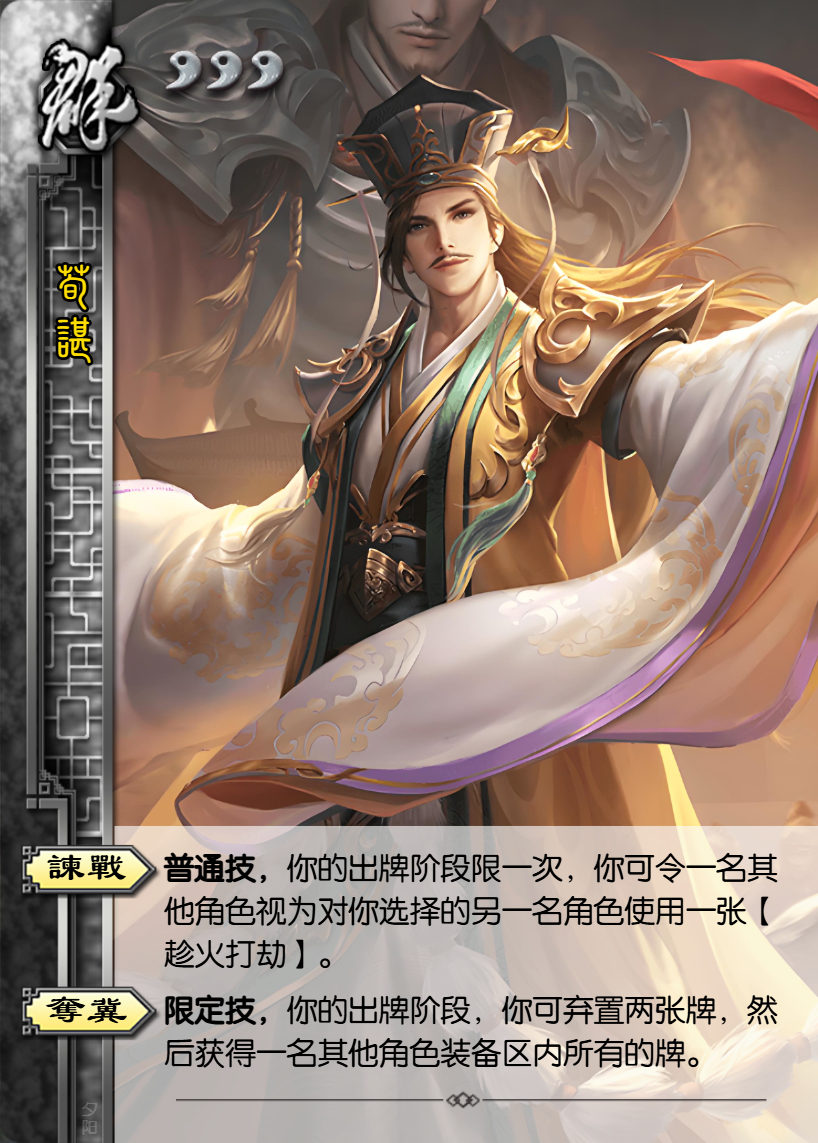 群
荀諶
諫戰
普通技，你的出牌阶段限一次，你可令一名其
他角色视为对你选择的另一名角色使用一张【
趁火打劫】。
奪冀
限定技，你的出牌阶段，你可弃置两张牌，然
后获得一名其他角色装备区内所有的牌。
夕阳